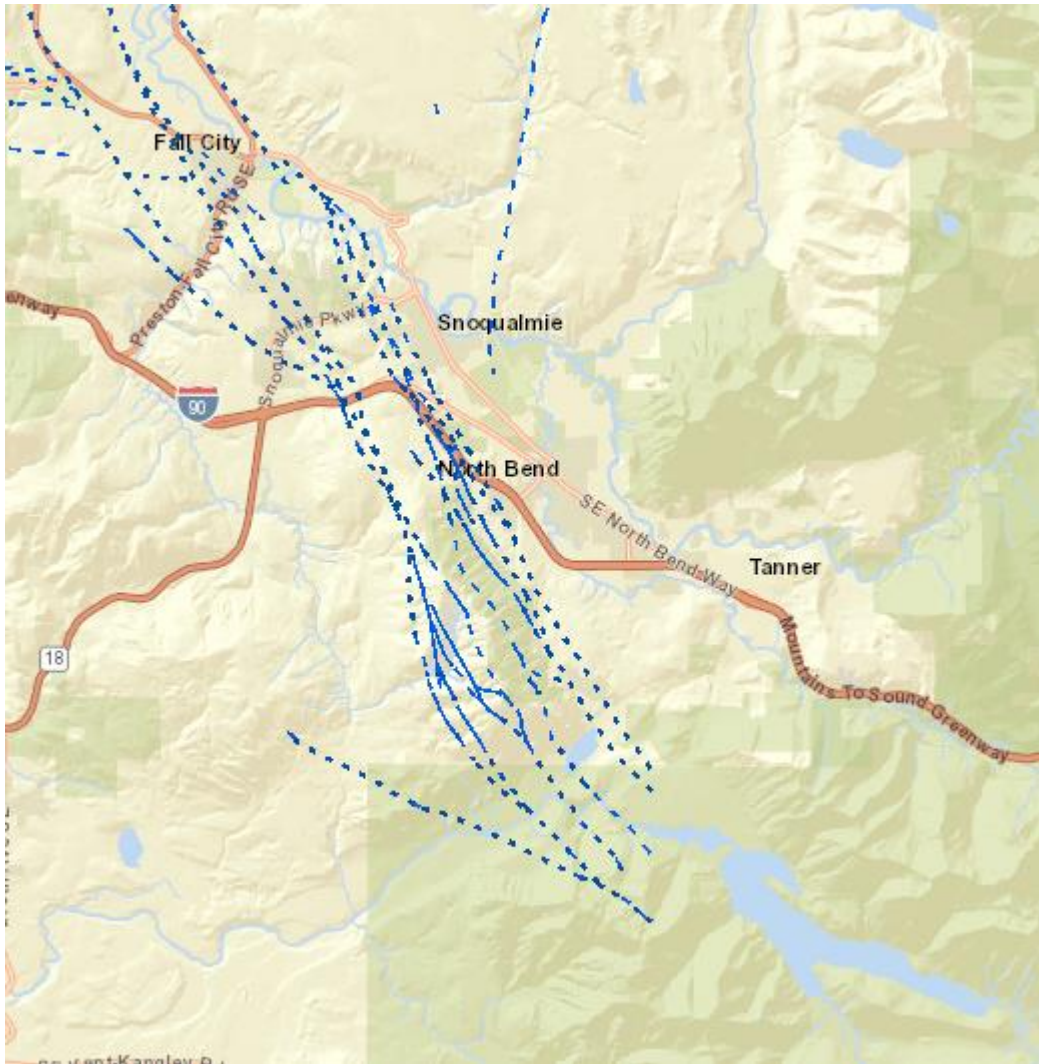 Fall City
Preston-Fall City Rd SE
enway
Snoqualmie Pkwy
Snoqualmie
90
North Bend
SE North Bend Way
Tanner
18
Mountains To Sound Greenway